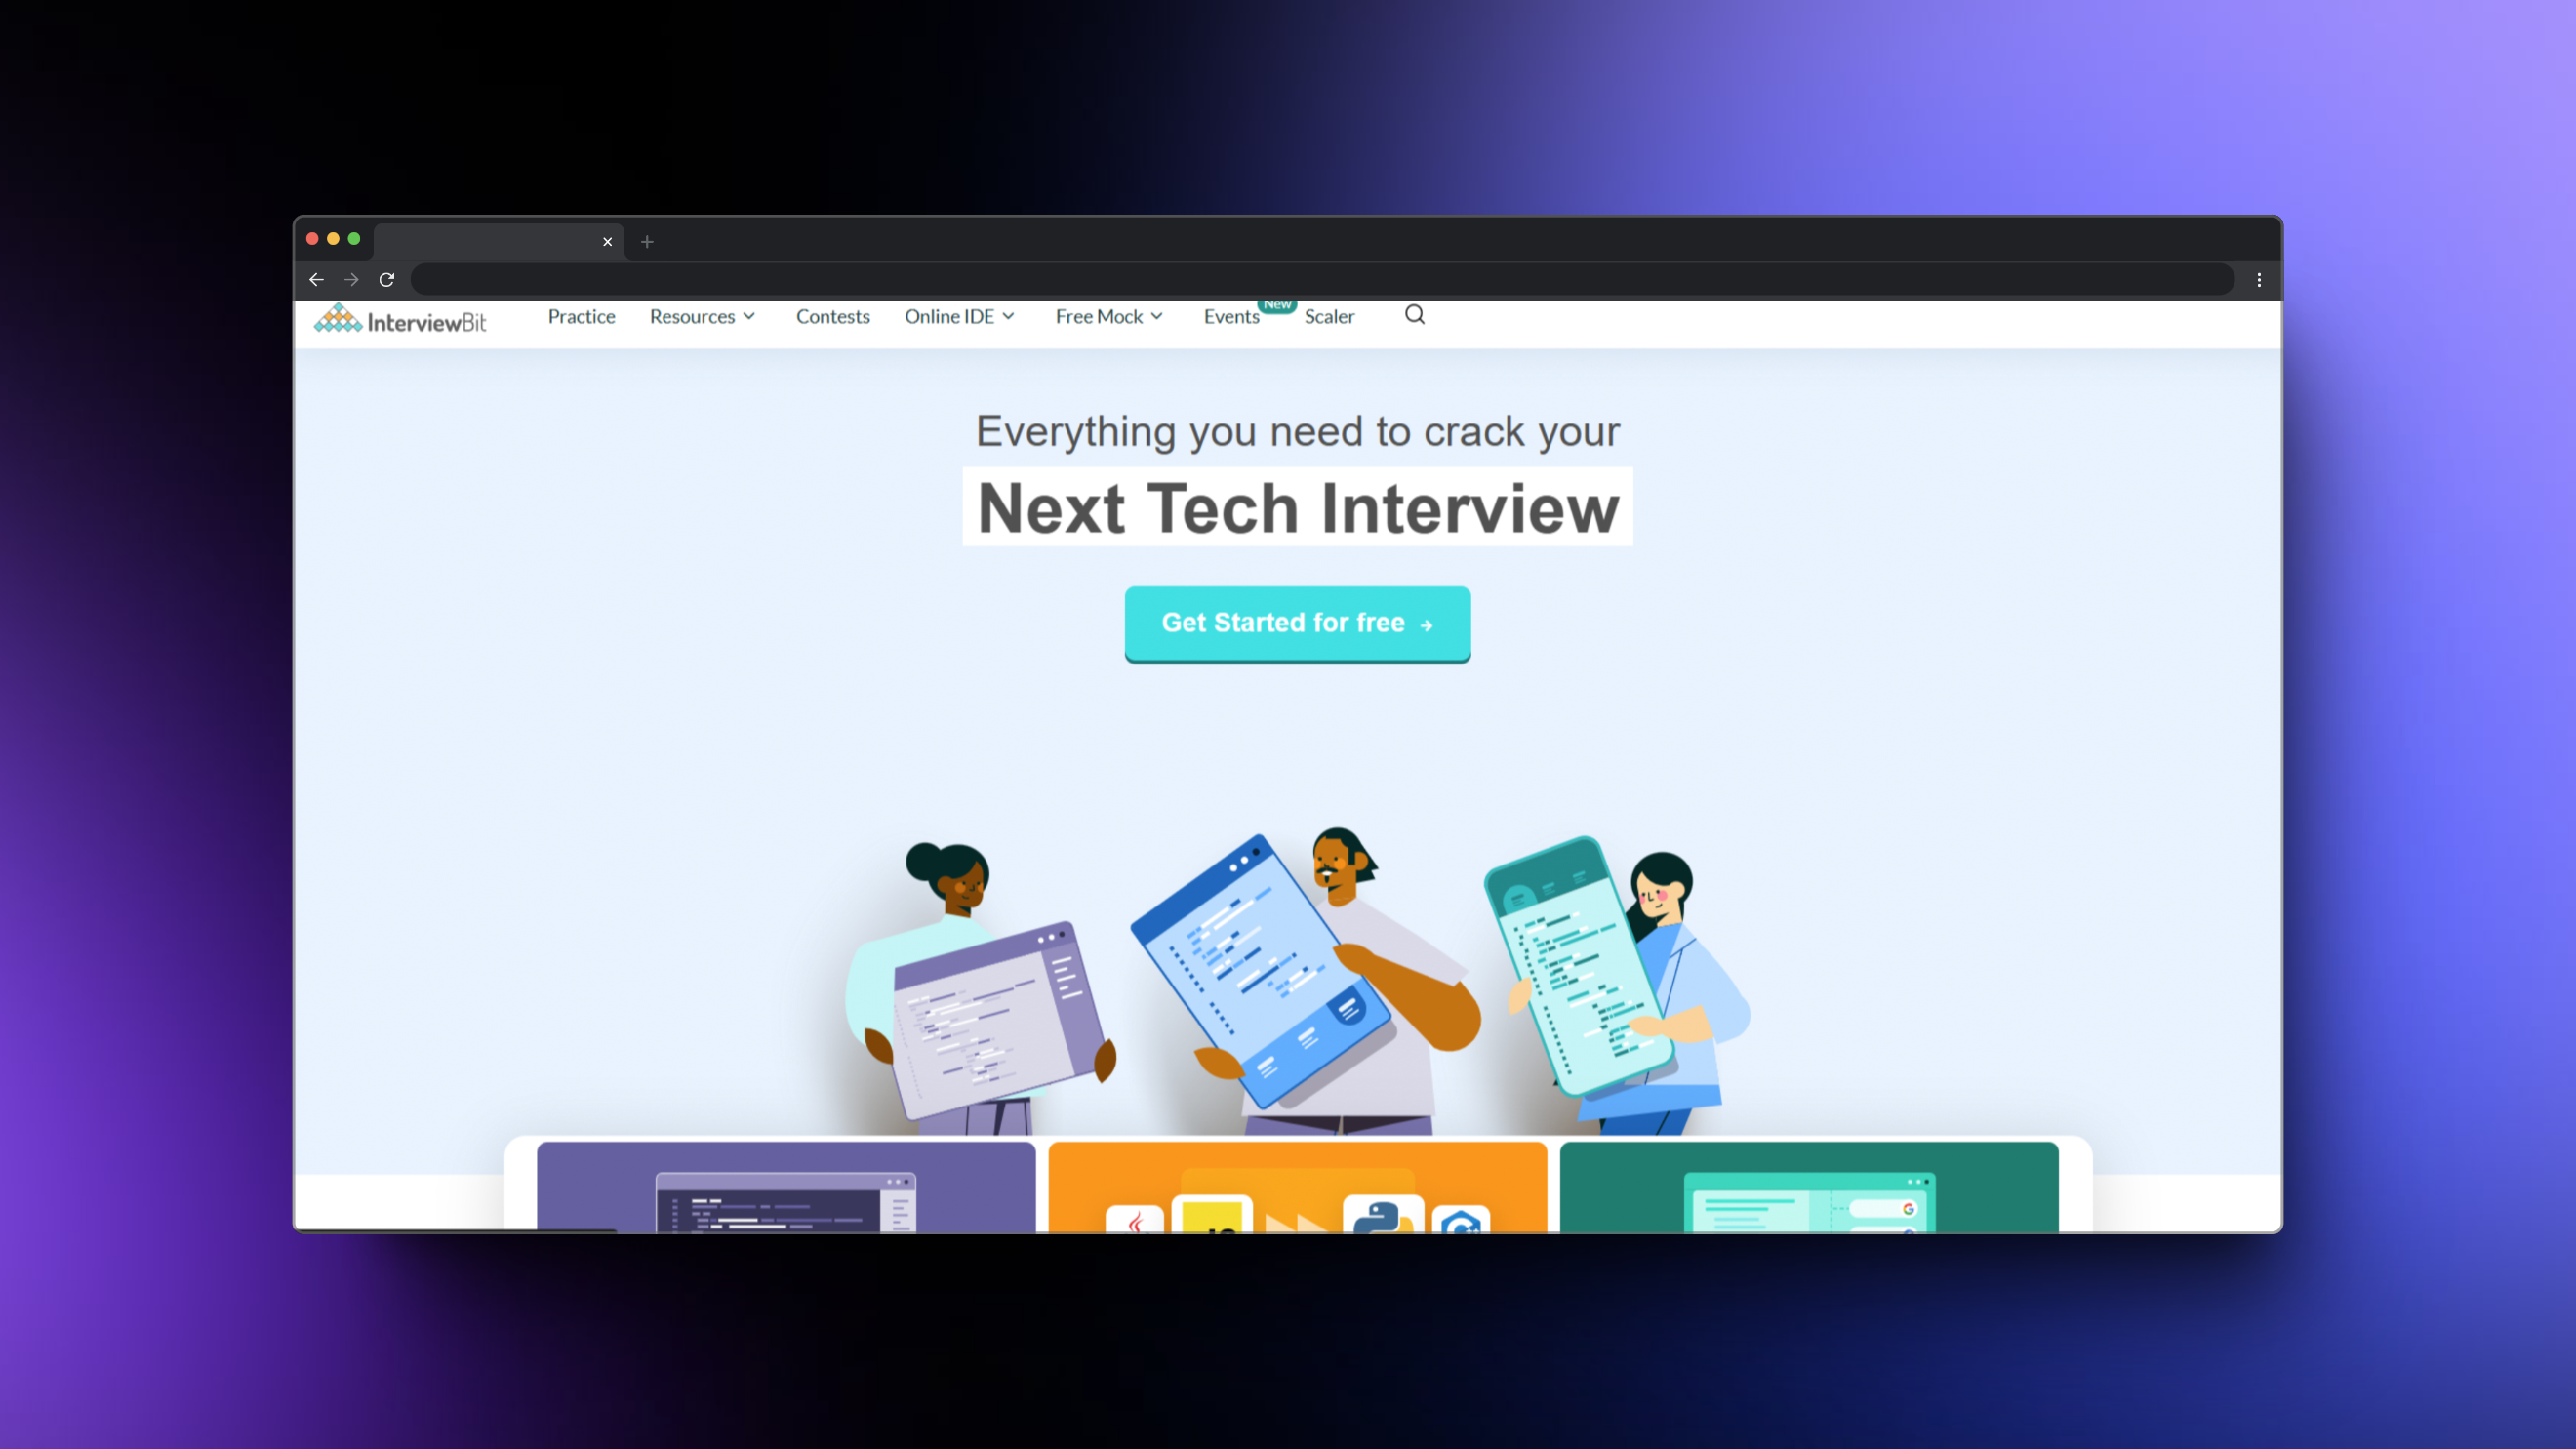 InterviewBit
Practice
Resources
Contests
Online IDE
Free Mock
Events
New
Scaler
Everything you need to crack your
Next Tech Interview
Get Started for free →